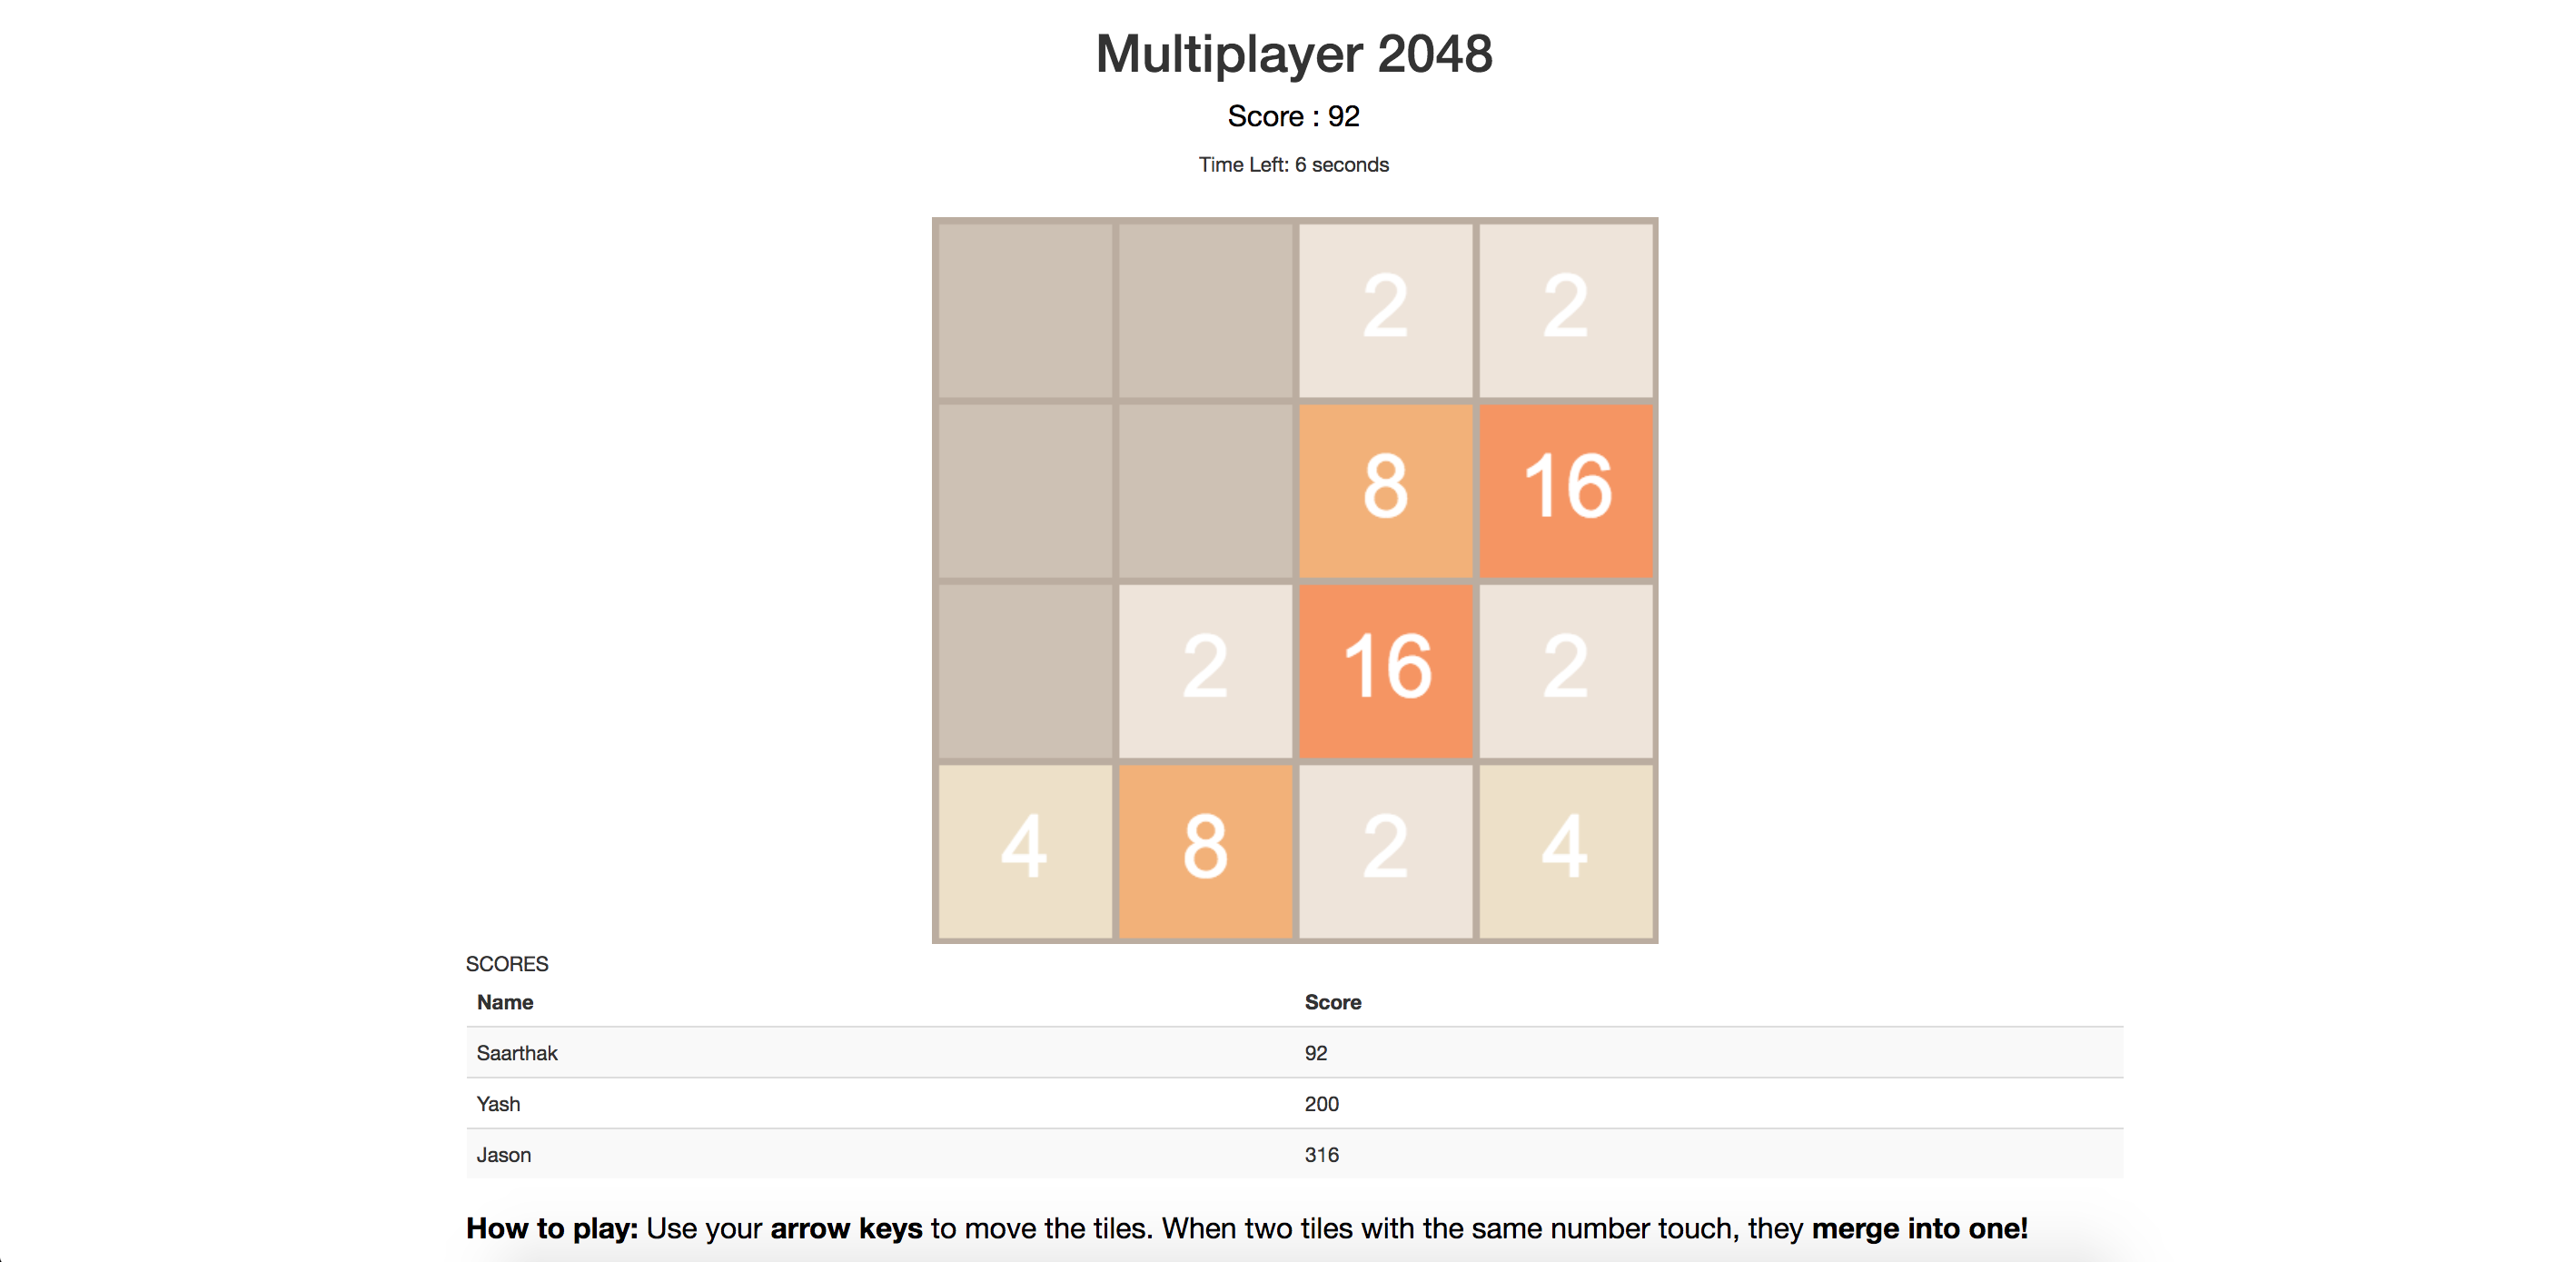 Multiplayer 2048
Score : 92
Time Left: 6 seconds
2 2
8 16
2 16 2
4 8 2 4
SCORES
Name Score
Saarthak 92
Yash 200
Jason 316
How to play: Use your arrow keys to move the tiles. When two tiles with the same number touch, they merge into one!